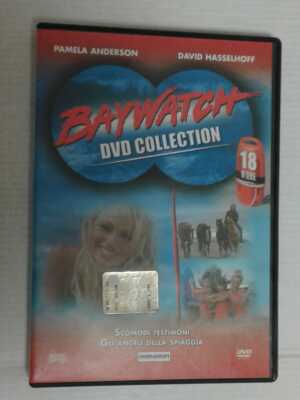 PAMELA ANDERSON DAVID HASSELHOFF
BAYWATCH
DVD COLLECTION
18
SCOMODI TESTIMONI
GLI ANGELI DELLA SPIAGGIA
DVD